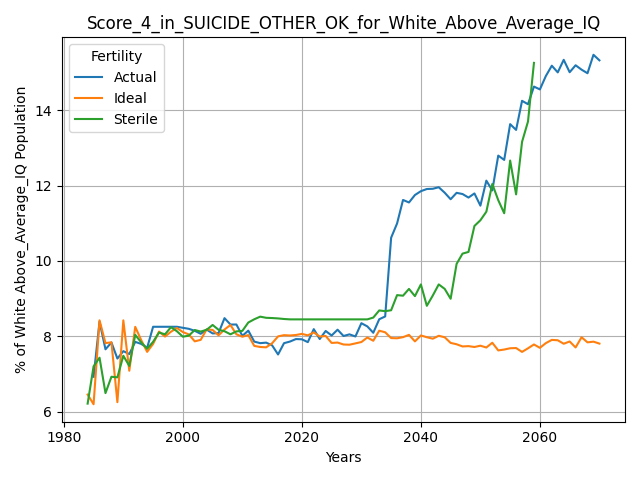 Score_4_in_SUICIDE_OTHER_OK_for_White_Above_Average_IQ
Fertility
Actual
Ideal
Sterile
% of White Above_Average_IQ Population
14
12
10
8
6
1980
2000
2020
2040
2060
Years